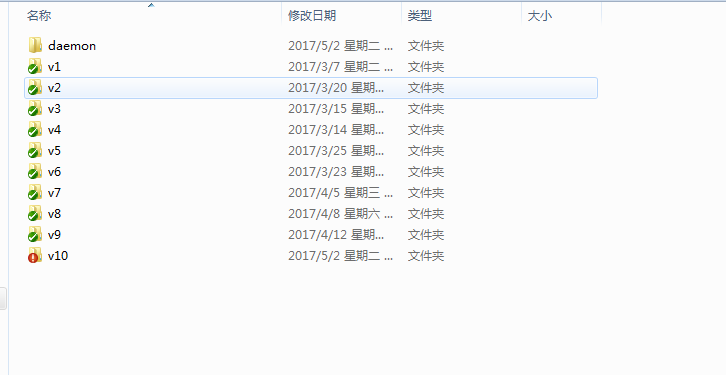 名称 修改日期 类型 大小
daemon 2017/5/2 星期二 ... 文件夹
v1 2017/3/7 星期二 ... 文件夹
v2 2017/3/20 星期... 文件夹
v3 2017/3/15 星期... 文件夹
v4 2017/3/14 星期... 文件夹
v5 2017/3/25 星期... 文件夹
v6 2017/3/23 星期... 文件夹
v7 2017/4/5 星期三 ... 文件夹
v8 2017/4/8 星期六 ... 文件夹
v9 2017/4/12 星期... 文件夹
v10 2017/5/2 星期二 ... 文件夹